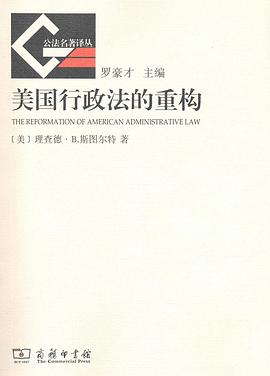 公法名著译丛
罗豪才 主编
美国行政法的重构
THE REFORMATION OF AMERICAN ADMINISTRATIVE LAW
〔美〕理查德·B.斯图尔特 著
商务印书馆
The Commercial Press